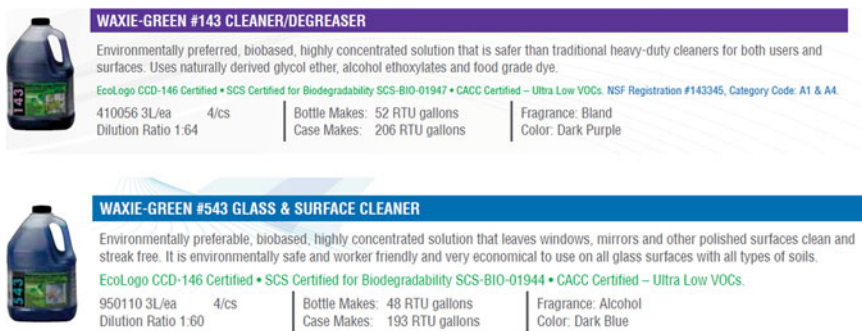 WAXIE-GREEN #143 CLEANER/DEGREASER
Environmentally preferred, biobased, highly concentrated solution that is safer than traditional heavy-duty cleaners for both users and
surfaces. Uses naturally derived glycol ether, alcohol ethoxylates and food grade dye.
EcoLogo CCD-146 Certified • SCS Certified for Biodegradability SCS-BIO-01947 • CACC Certified – Ultra Low VOCs. NSF Registration #143345, Category Code: A1 & A4.
410056 3L/ea 4/cs Bottle Makes: 52 RTU gallons Fragrance: Bland
Dilution Ratio 1:64 Case Makes: 206 RTU gallons Color: Dark Purple
143
WAXIE-GREEN #543 GLASS & SURFACE CLEANER
Environmentally preferable, biobased, highly concentrated solution that leaves windows, mirrors and other polished surfaces clean and
streak free. It is environmentally safe and worker friendly and very economical to use on all glass surfaces with all types of soils.
EcoLogo CCD-146 Certified • SCS Certified for Biodegradability SCS-BIO-01944 • CACC Certified – Ultra Low VOCs.
950110 3L/ea 4/cs Bottle Makes: 48 RTU gallons Fragrance: Alcohol
Dilution Ratio 1:60 Case Makes: 193 RTU gallons Color: Dark Blue
543